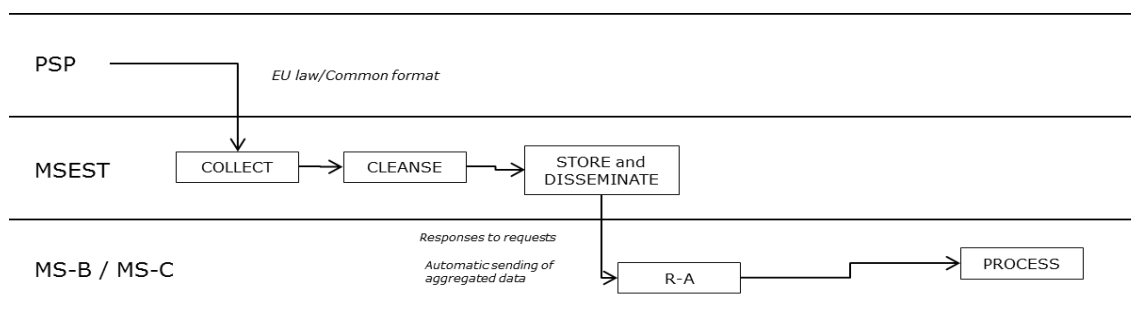 PSP
EU law/Common format
MSEST
COLLECT
CLEANSE
STORE and
DISSEMINATE
MS-B / MS-C
Responses to requests
Automatic sending of
aggregated data
R-A
PROCESS